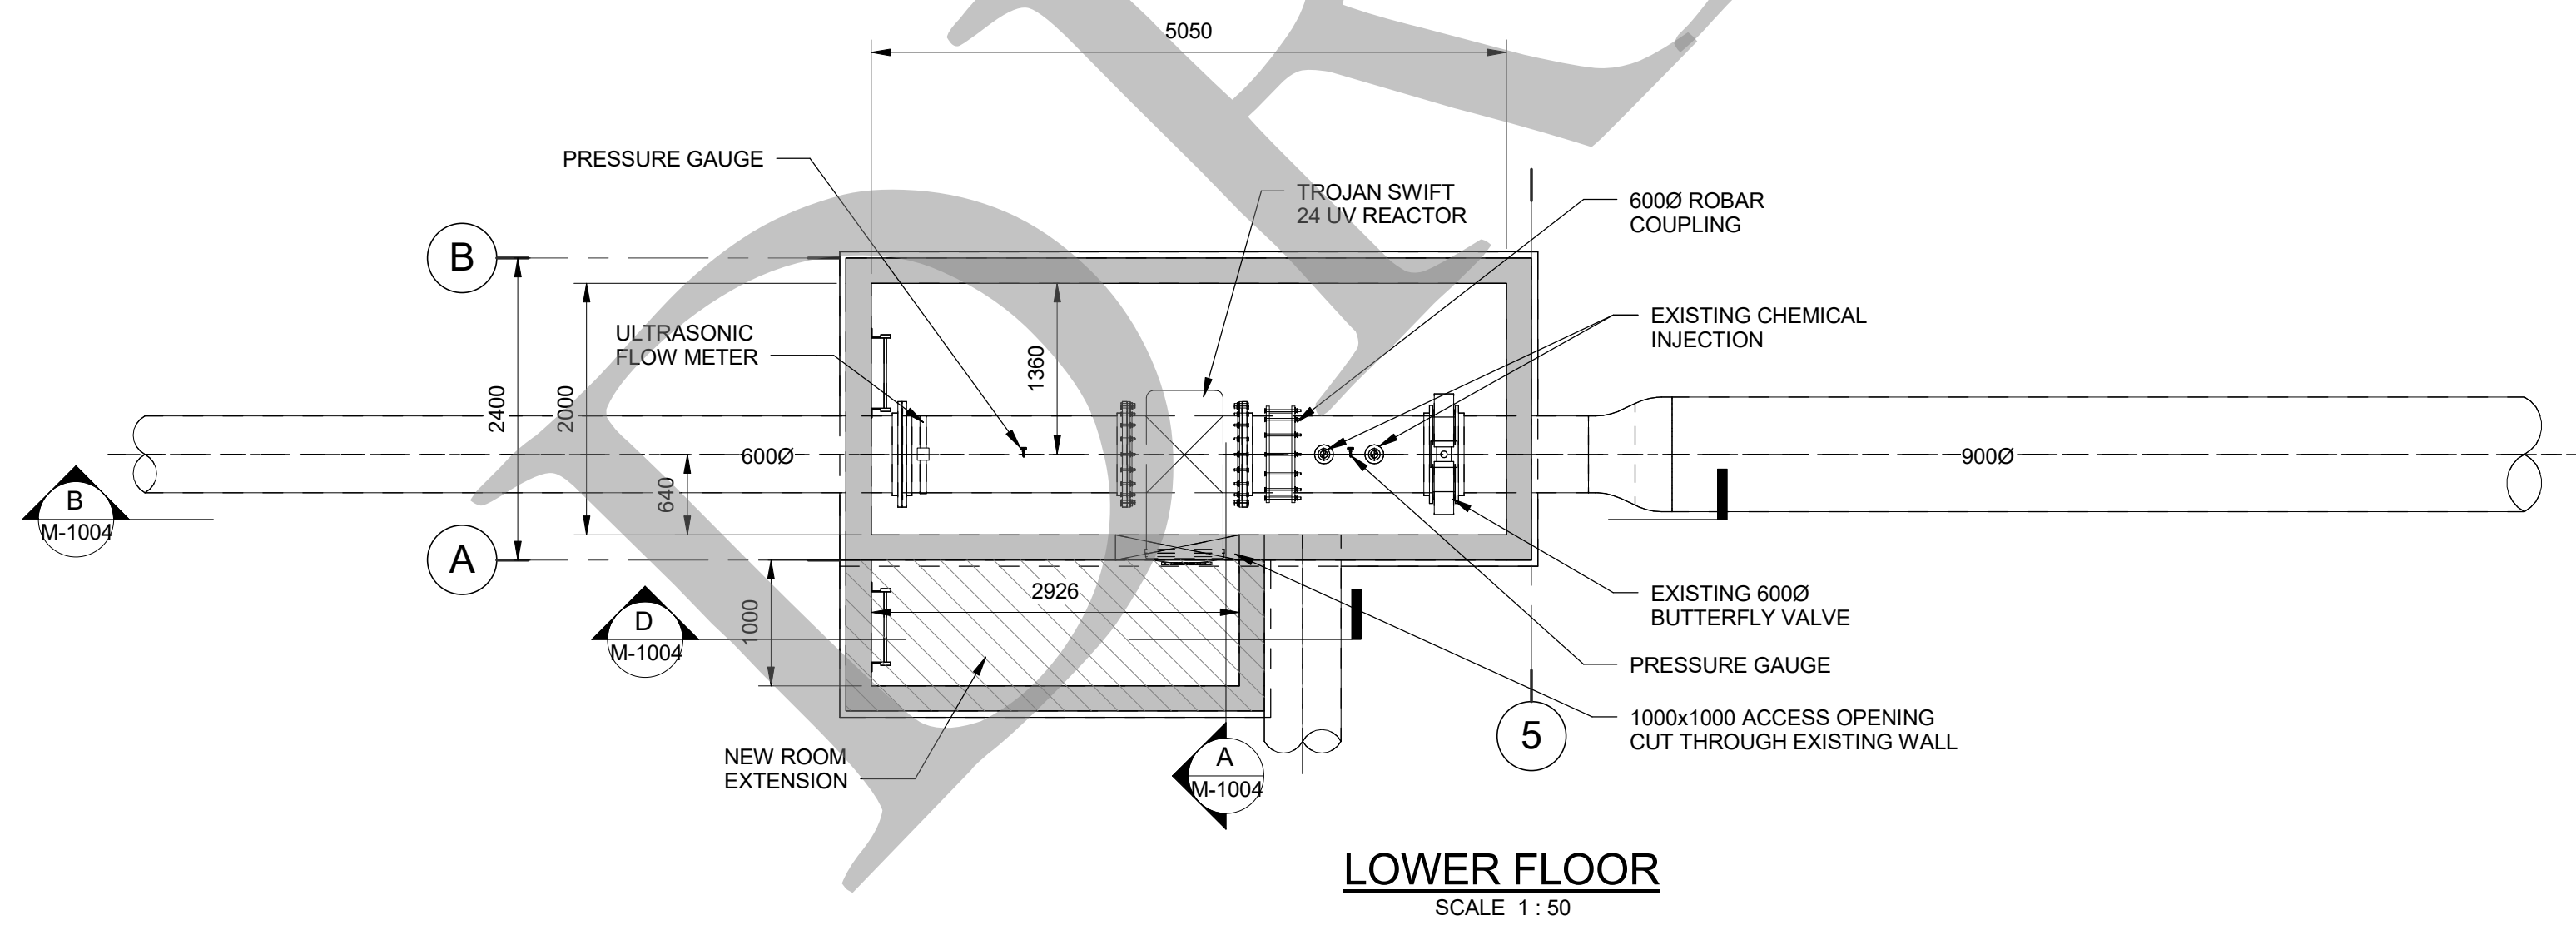 5050
PRESSURE GAUGE
TROJAN SWIFT
24 UV REACTOR
600Ø ROBAR
COUPLING
B
EXISTING CHEMICAL
INJECTION
ULTRASONIC
FLOW METER
1360
2400
2000
600Ø
900Ø
640
B
M-1004
A
2926
1000
D
M-1004
EXISTING 600Ø
BUTTERFLY VALVE
PRESSURE GAUGE
1000x1000 ACCESS OPENING
CUT THROUGH EXISTING WALL
5
NEW ROOM
EXTENSION
A
M-1004
LOWER FLOOR
SCALE 1 : 50